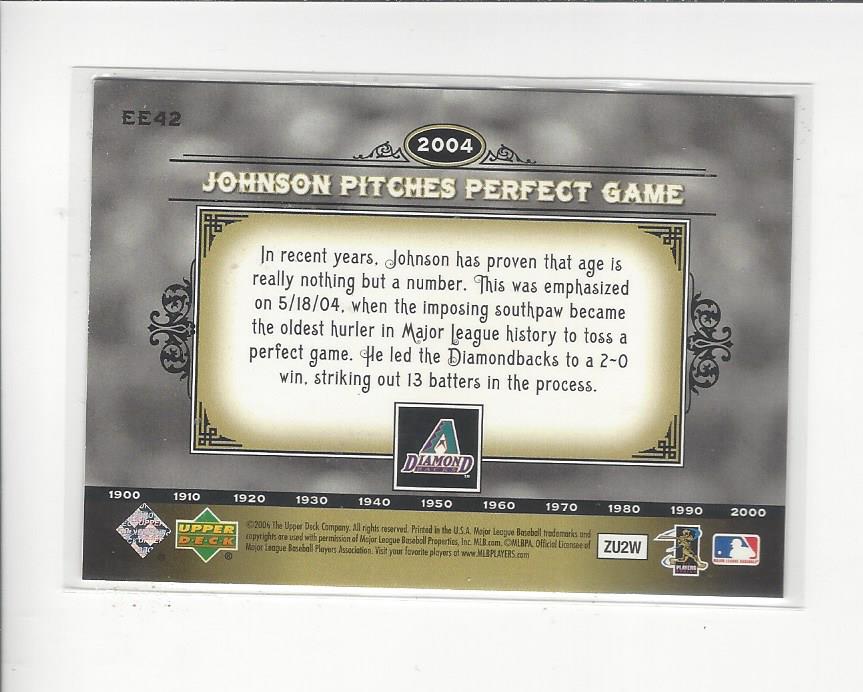 EE42
2004
JOHNSON PITCHES PERFECT GAME
In recent years, Johnson has proven that age is
really nothing but a number. This was emphasized
on 5/18/04, when the imposing southpaw became
the oldest hurler in Major League history to toss a
perfect game. He led the Diamondbacks to a 2-0
win, striking out 13 batters in the process.
A
DIAMOND
BACKS
TM
1900 1910 1920 1930 1940 1950 1960 1970 1980 1990 2000
UPPER
DECK
®
©2006 The Upper Deck Company. All rights reserved. Printed in the U.S.A. Major League Baseball trademarks and
copyrights are used with permission of Major League Baseball Properties, Inc. MLB.com. ©MLBPA. Official Licensee of
Major League Baseball Players Association. Visit your favorite players at www.MLBPLAYERS.com
ZU2W
PLAYERS
MAJOR LEAGUE BASEBALL